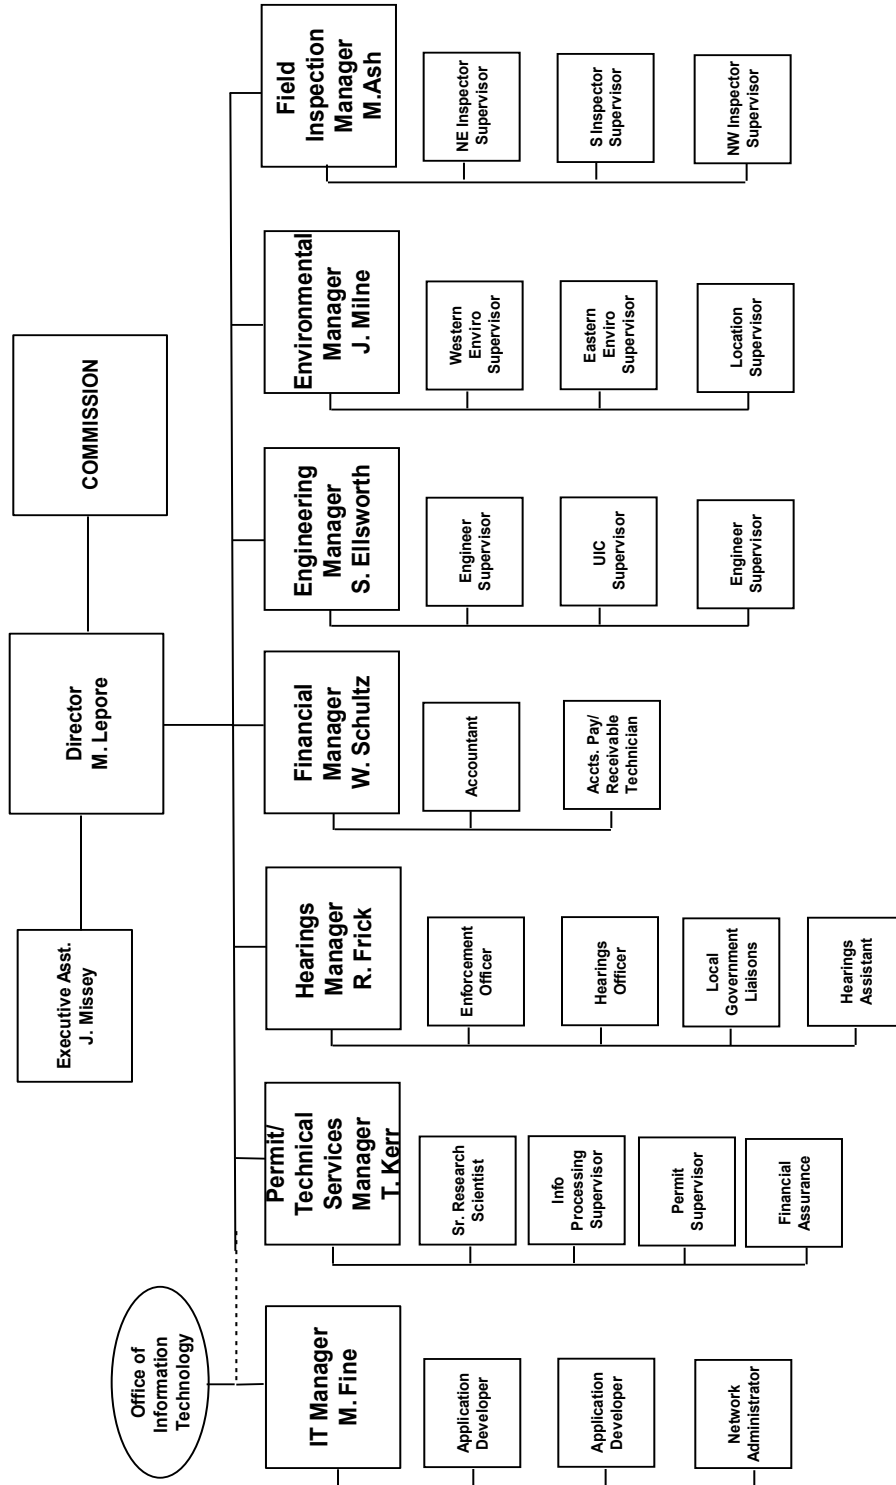 COMMISSION
Director
M. Lepore
Executive Asst.
J. Missey
Office of
Information
Technology
IT Manager
M. Fine
Application
Developer
Application
Developer
Network
Administrator
Permit/
Technical
Services
Manager
T. Kerr
Sr. Research
Scientist
Info
Processing
Supervisor
Permit
Supervisor
Financial
Assurance
Hearings
Manager
R. Frick
Enforcement
Officer
Hearings
Officer
Local
Government
Liaisons
Hearings
Assistant
Financial
Manager
W. Schultz
Accountant
Accts. Pay/
Receivable
Technician
Engineering
Manager
S. Ellsworth
Engineer
Supervisor
UIC
Supervisor
Engineer
Supervisor
Environmental
Manager
J. Milne
Western
Enviro
Supervisor
Eastern
Enviro
Supervisor
Location
Supervisor
Field
Inspection
Manager
M.Ash
NE Inspector
Supervisor
S Inspector
Supervisor
NW Inspector
Supervisor